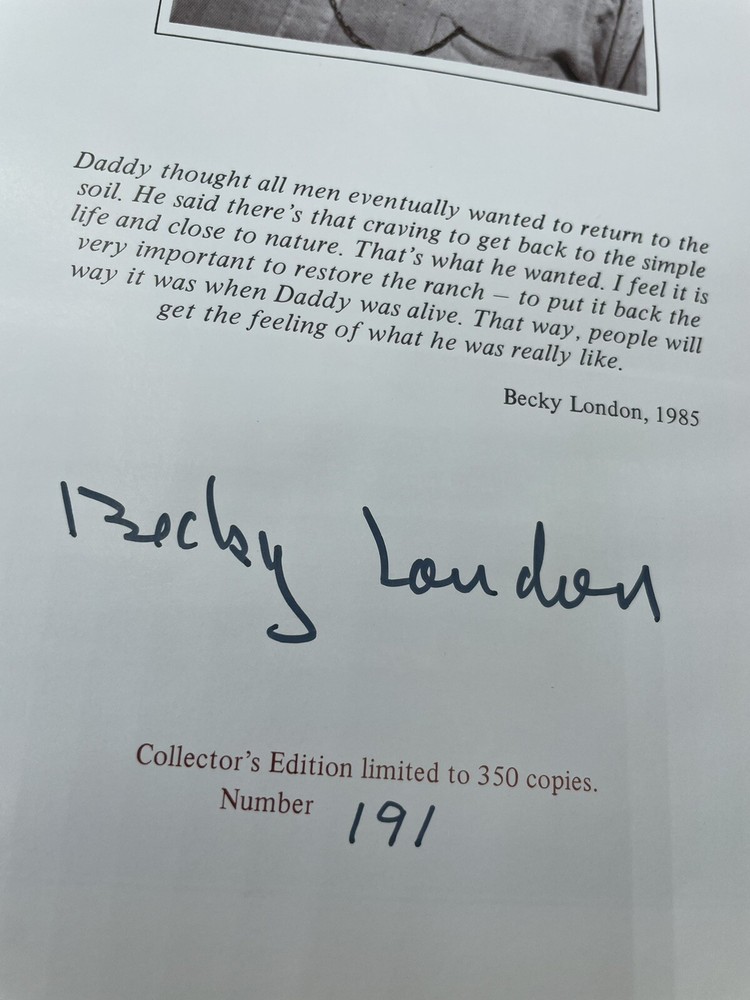 Daddy thought all men eventually wanted to return to the
soil. He said there's that craving to get back to the simple
life and close to nature. That's what he wanted. I feel it is
very important to restore the ranch – to put it back the
way it was when Daddy was alive. That way, people will
get the feeling of what he was really like.
Becky London, 1985
Becky London
Collector's Edition limited to 350 copies.
Number 191